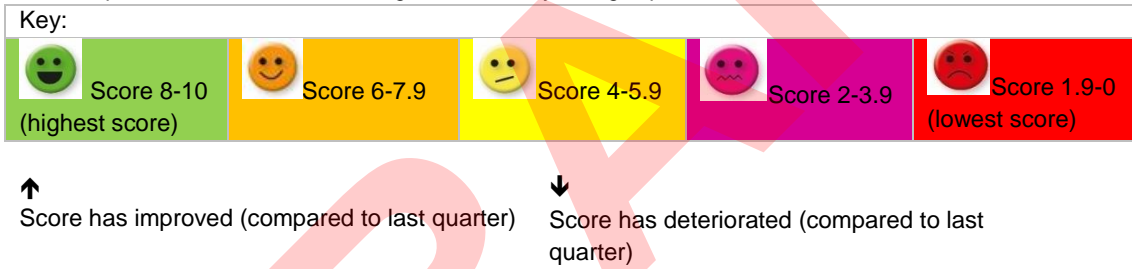 Key:
Score 8-10
(highest score)
Score 6-7.9
Score 4-5.9
Score 2-3.9
Score 1.9-0
(lowest score)
↑
Score has improved (compared to last quarter)
↓
Score has deteriorated (compared to last
quarter)